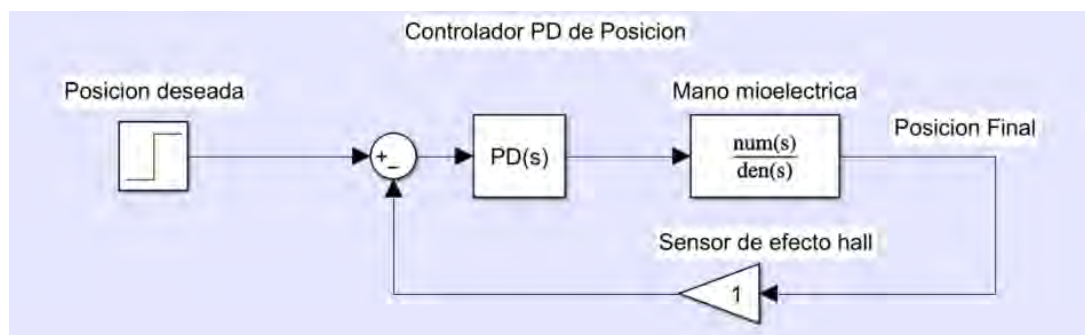 Controlador PD de Posicion
Posicion deseada
Mano mioelectrica
Posicion Final
+
−
PD(s)
num(s)
den(s)
Sensor de efecto hall
1